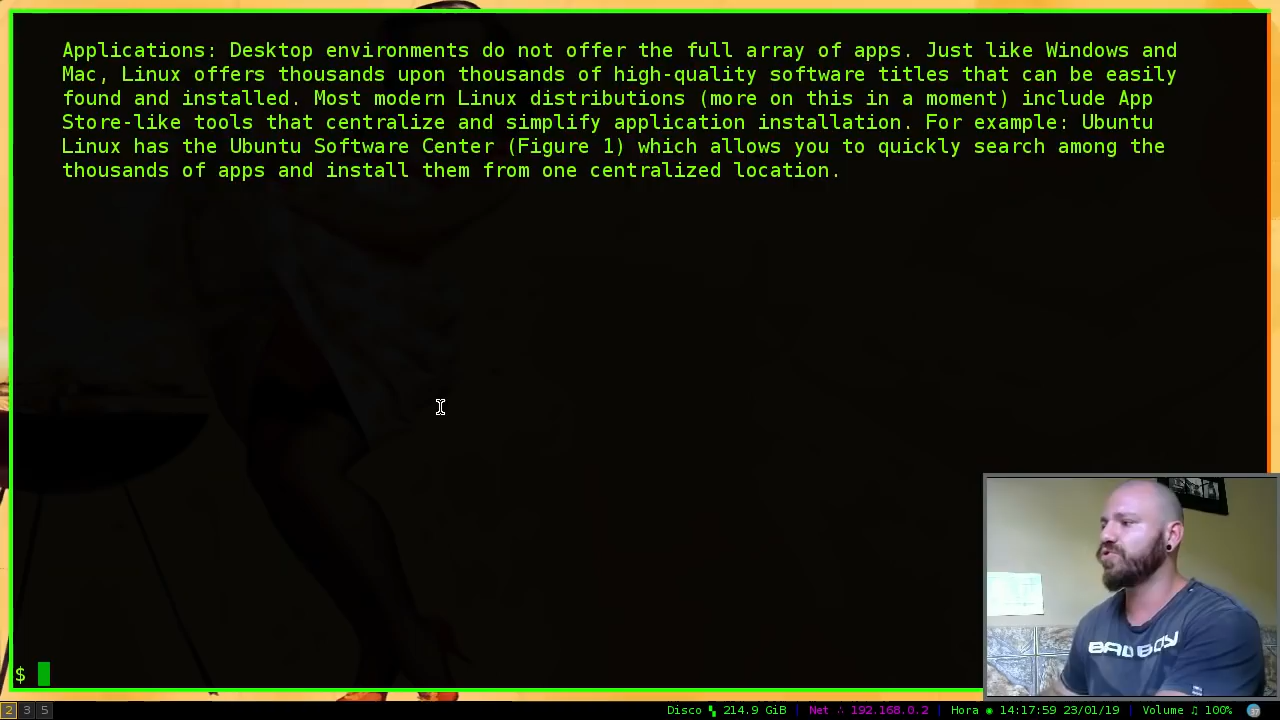 Applications: Desktop environments do not offer the full array of apps. Just like Windows and
Mac, Linux offers thousands upon thousands of high-quality software titles that can be easily
found and installed. Most modern Linux distributions (more on this in a moment) include App
Store-like tools that centralize and simplify application installation. For example: Ubuntu
Linux has the Ubuntu Software Center (Figure 1) which allows you to quickly search among the
thousands of apps and install them from one centralized location.
$
BAD BOY
2 3 5
Disco 214.9 GiB | Net ∴ 192.168.0.2 | Hora ◉ 14:17:59 23/01/19 | Volume ♫ 100%